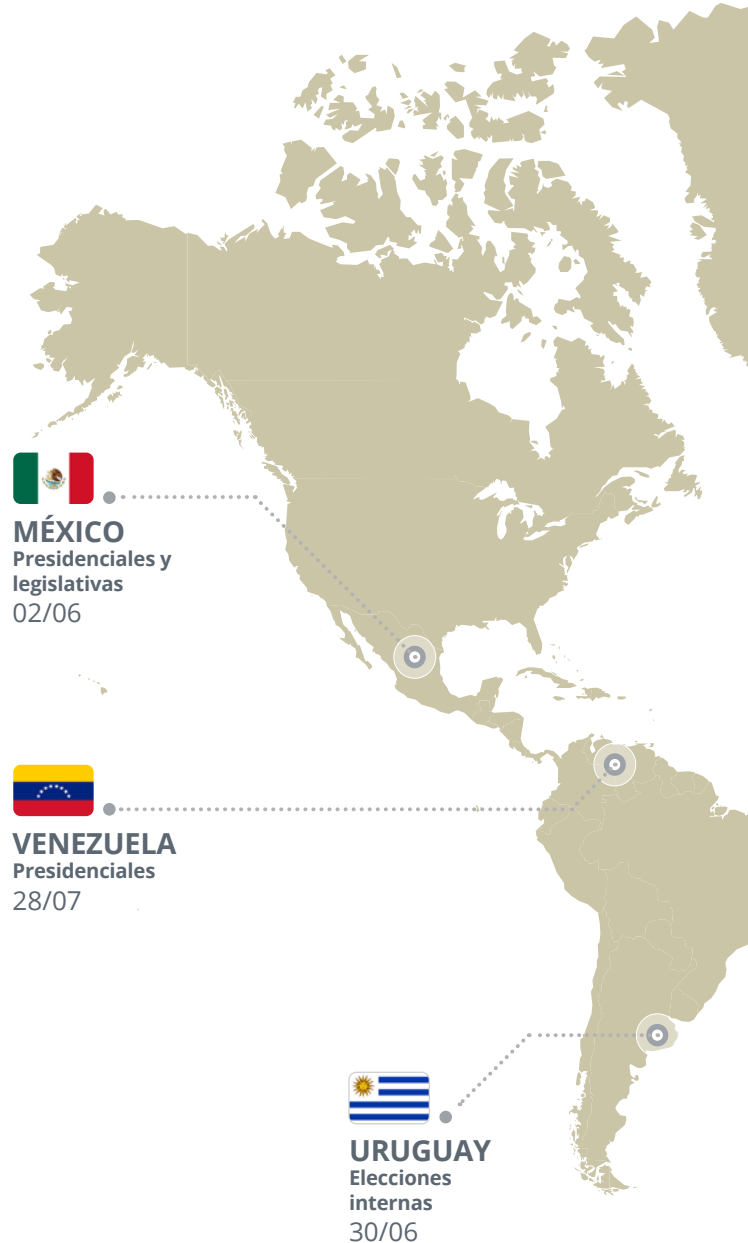 MÉXICO
Presidenciales y
legislativas
02/06
VENEZUELA
Presidenciales
28/07
URUGUAY
Elecciones
internas
30/06